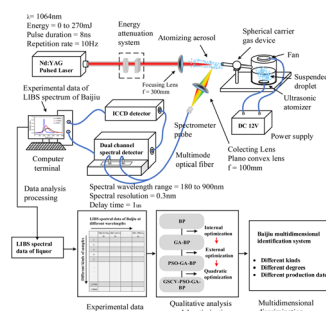 λ= 1064nm
Energy = 0 to 270mJ
Pulse duration = 8ns
Repetition rate = 10Hz
Energy
attenuation
system
Atomizing aerosol
Spherical carrier
gas device
Fan
Nd:YAG
Pulsed Laser
Focusing Lens
f = 300mm
Suspended
droplet
Ultrasonic
atomizer
Experimental data of
LIBS spectrum of Baijiu
ICCD detector
Spectrometer
probe
DC 12V
Power supply
Dual channel
spectral detector
Multimode
optical fiber
Colecting Lens
Plano convex lens
f = 100mm
Computer
terminal
Spectral wavelength range = 180 to 900nm
Spectral resolution = 0.3nm
Delay time = 1us
Data analysis
processing
LIBS spectral
data of liquor
LIBS spectral data of Baijiu at
different wavelengths
Different kinds of samples
BP
GA-BP
PSO-GA-BP
GSCV-PSO-GA-
BP
Internal
optimization
External
optimization
Quadratic
optimization
Baijiu multidimensional
identification system
• Different kinds
• Different degrees
• Different production data
Experimental data
Qualitative analysis
Multidimensional